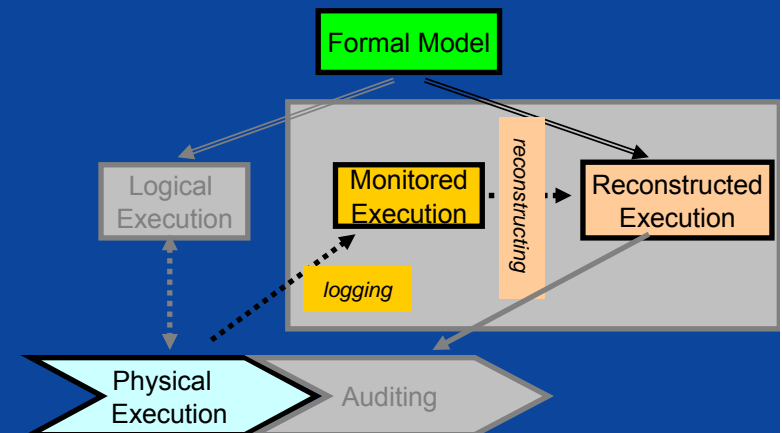 Formal Model
Logical
Execution
Monitored
Execution
reconstructing
Reconstructed
Execution
logging
Physical
Execution
Auditing